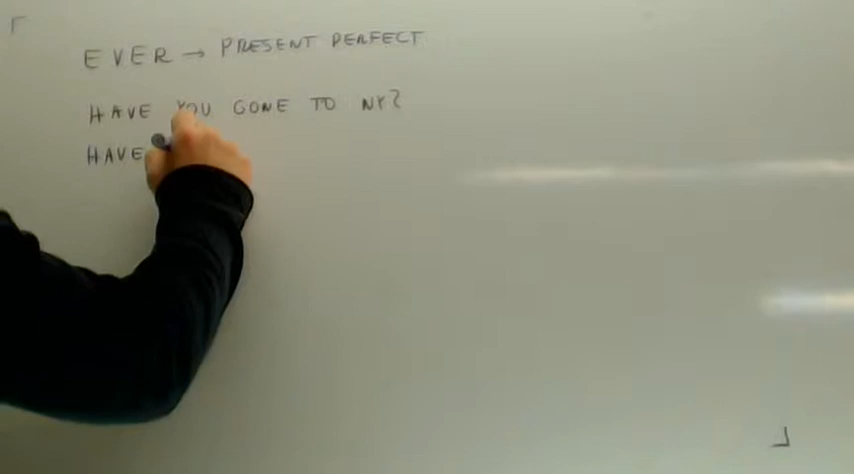 EVER → PRESENT PERFECT
HAVE YOU GONE TO NY?
HAVE